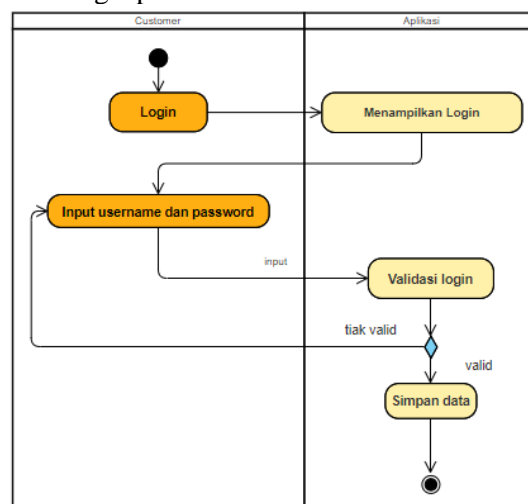 Customer
Aplikasi
Login
Menampilkan Login
Input username dan password
input
Validasi login
tiak valid
valid
Simpan data